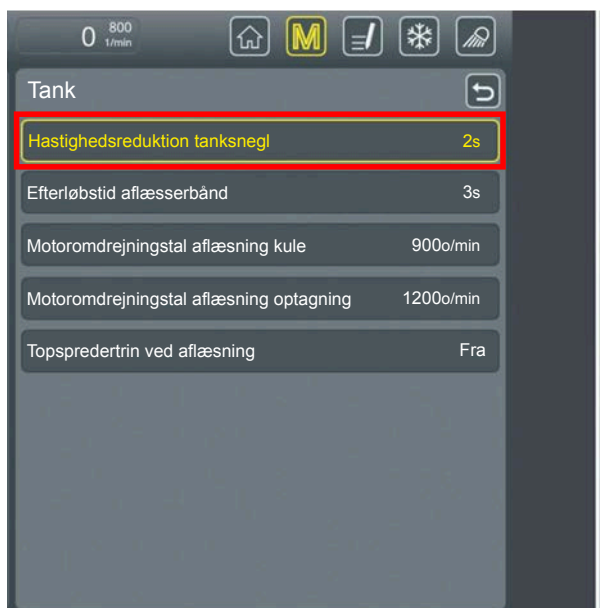 0 800
1/min
M
Tank
Hastighedsreduktion tanksnegl 2s
Efterløbstid aflæsserbånd 3s
Motoromdrejningstal aflæsning kule 900o/min
Motoromdrejningstal aflæsning optagning 1200o/min
Topspredertrin ved aflæsning Fra